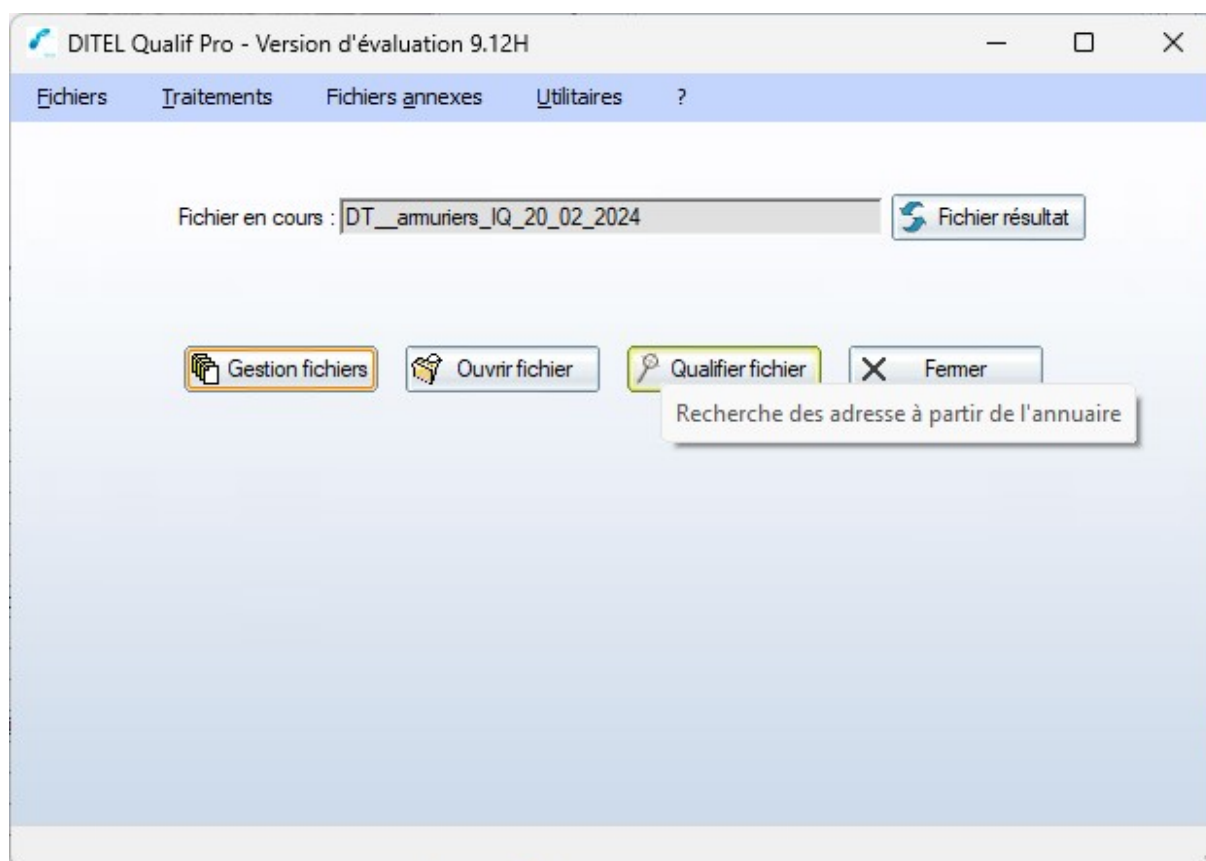 DITEL Qualif Pro - Version d'évaluation 9.12H
Fichiers Traitements Fichiers annexes Utilitaires ?
Fichier en cours : DT__armuriers_IQ_20_02_2024 Fichier résultat
Gestion fichiers Ouvrir fichier Qualifier fichier Fermer
Recherche des adresse à partir de l'annuaire